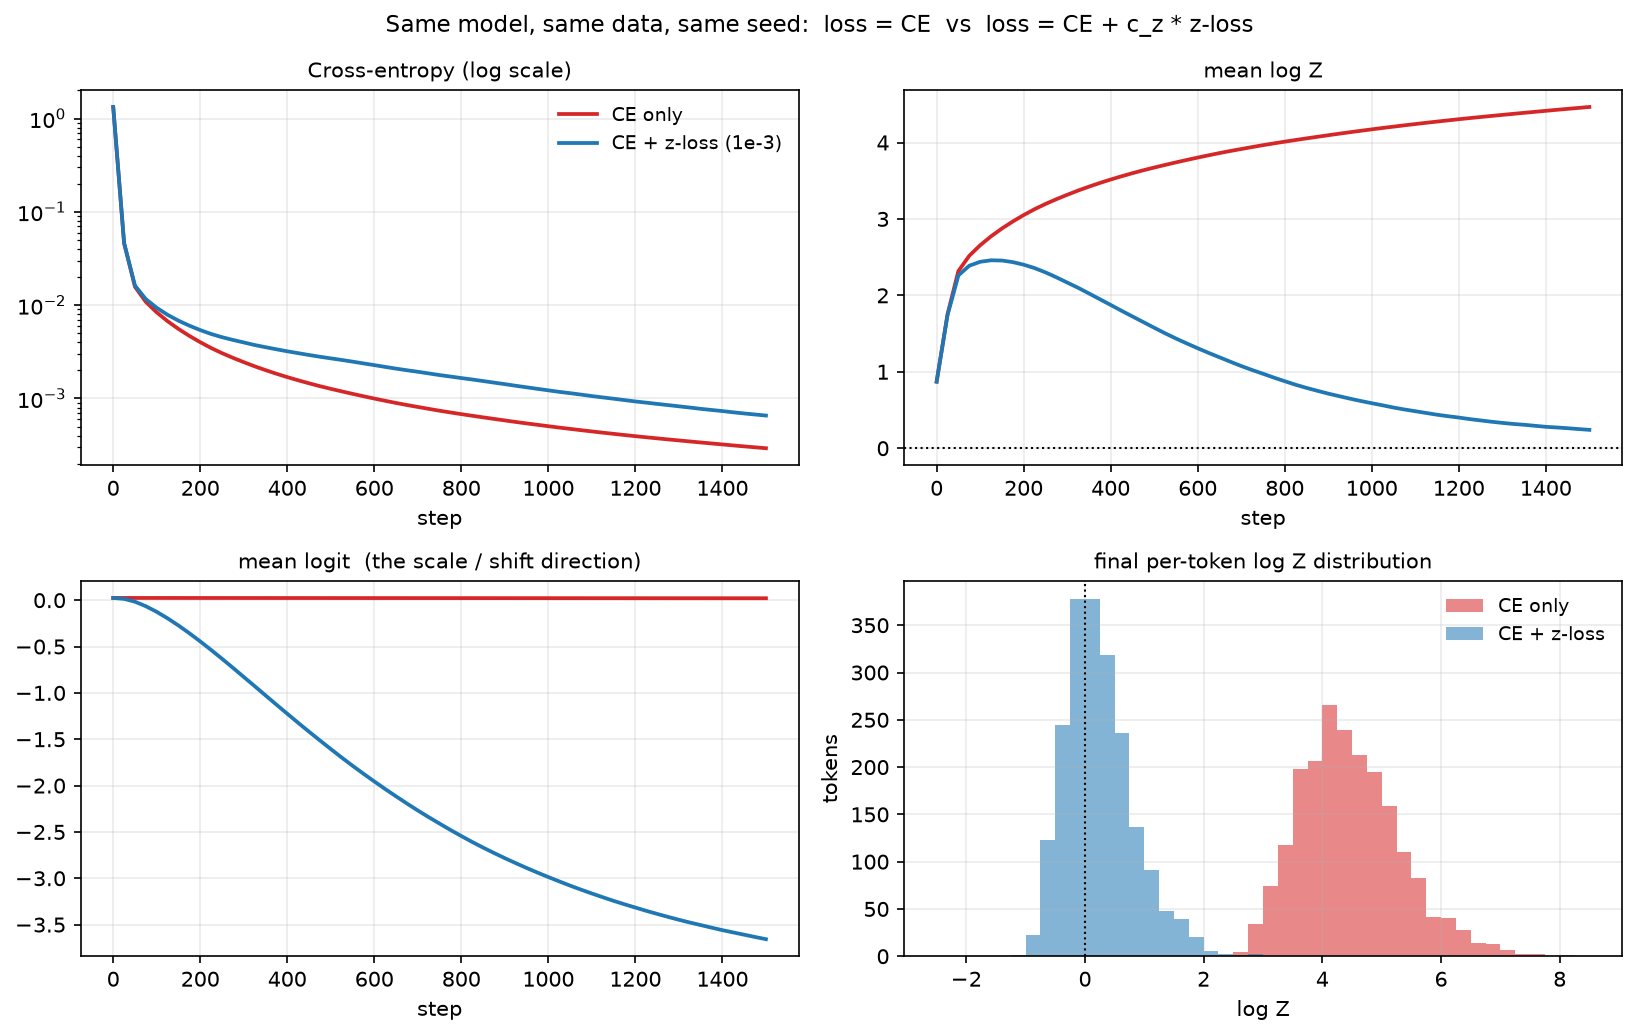 Same model, same data, same seed:  loss = CE  vs  loss = CE + c_z * z-loss
Cross-entropy (log scale)
10⁰
10⁻¹
10⁻²
10⁻³
CE only
CE + z-loss (1e-3)
0 200 400 600 800 1000 1200 1400
step
mean log Z
4
3
2
1
0
0 200 400 600 800 1000 1200 1400
step
mean logit  (the scale / shift direction)
0.0
−0.5
−1.0
−1.5
−2.0
−2.5
−3.0
−3.5
0 200 400 600 800 1000 1200 1400
step
final per-token log Z distribution
tokens
350
300
250
200
150
100
50
0
CE only
CE + z-loss
−2 0 2 4 6 8
log Z